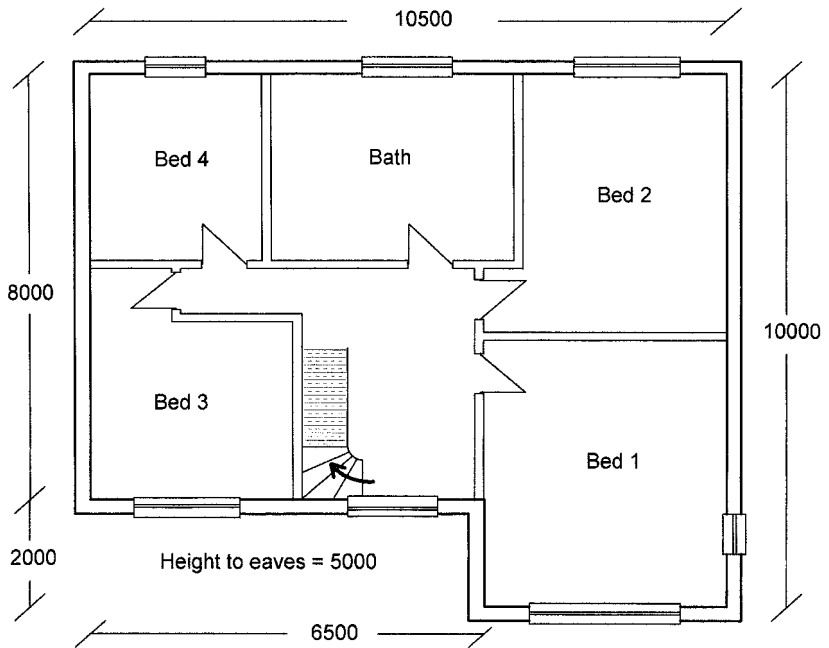 10500
Bed 4
Bath
Bed 2
8000
10000
Bed 3
Bed 1
2000
Height to eaves = 5000
6500